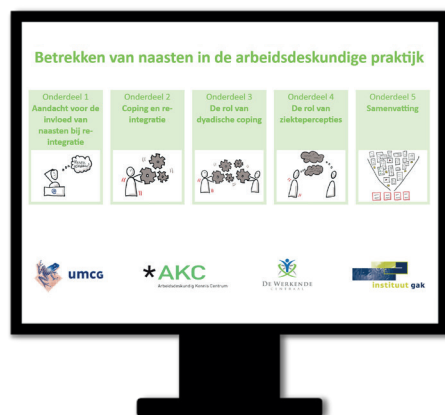 Betrekken van naasten in de arbeidsdeskundige praktijk
Onderdeel 1
Aandacht voor de
invloed van
naasten bij re-
integratie
Onderdeel 2
Coping en re-
integratie
Onderdeel 3
De rol van
dyadische coping
Onderdeel 4
De rol van
ziektepercepties
Onderdeel 5
Samenvatting
umcg
*AKC
Arbeidsdeskundig Kennis Centrum
DE WERKENDE
CENTRAAL
instituut gak